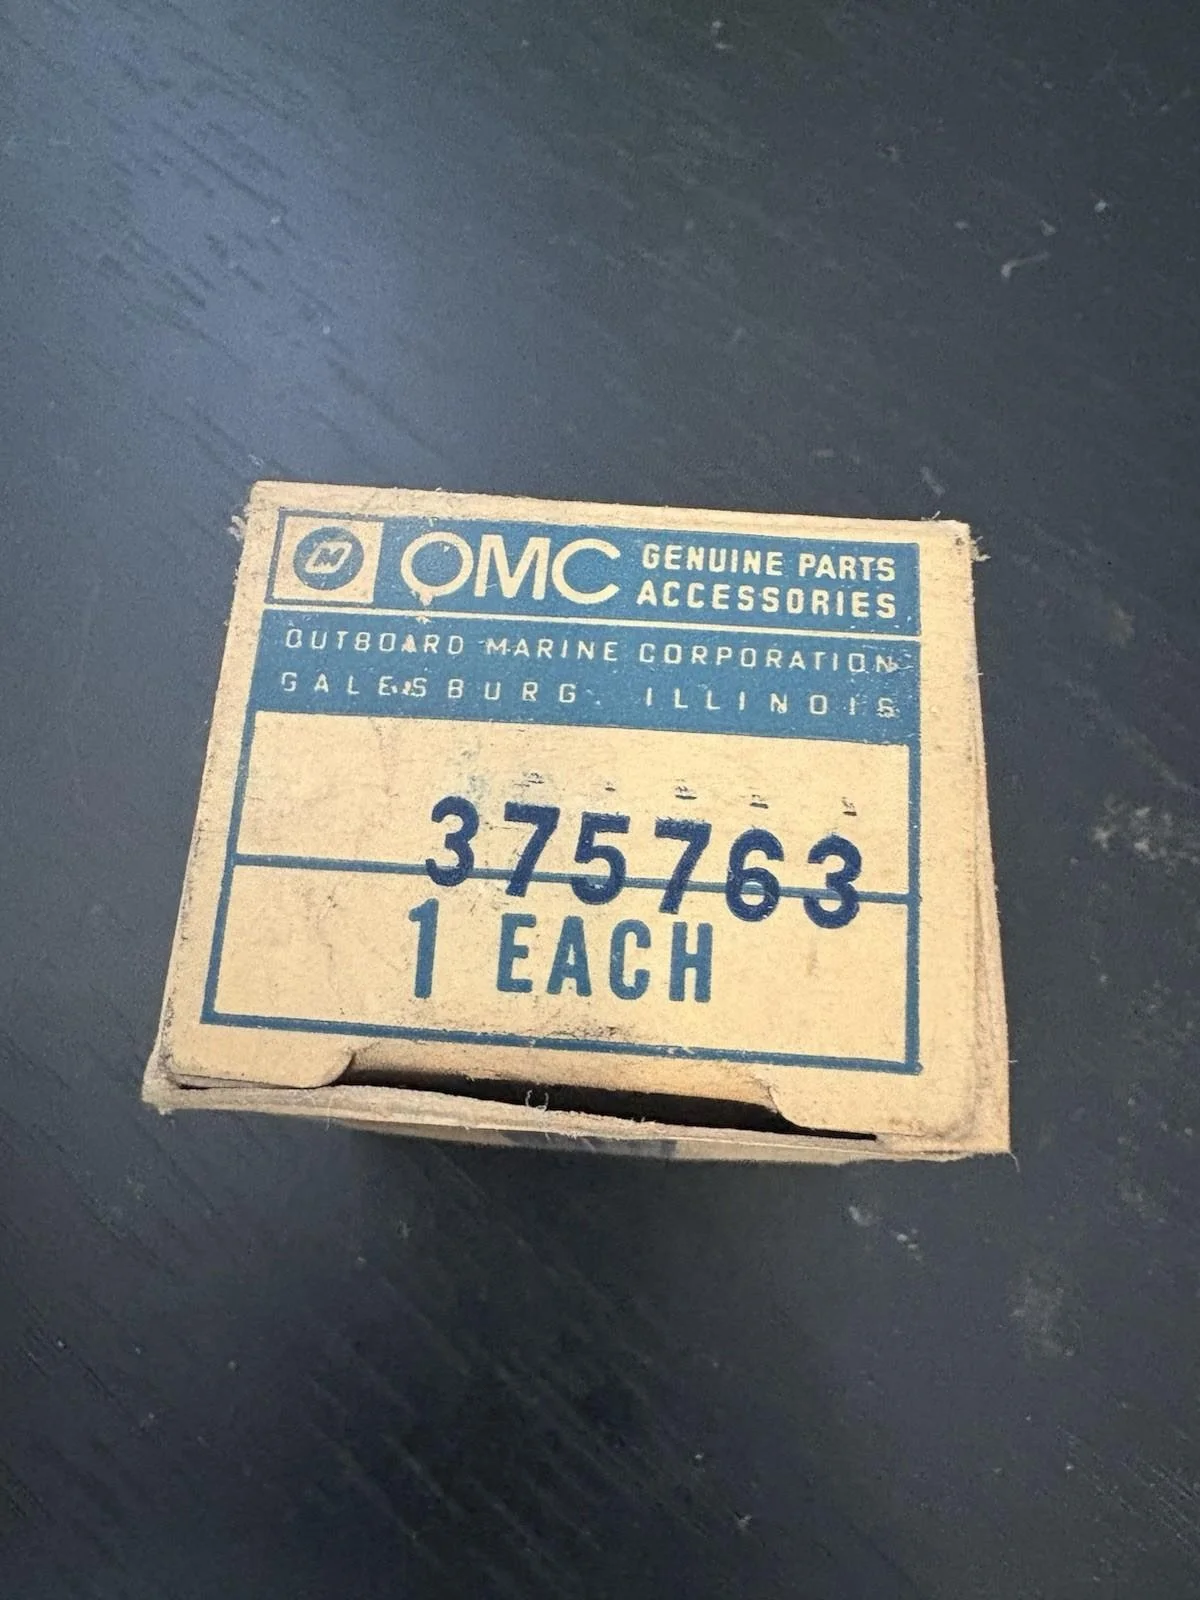 OMC GENUINE PARTS
ACCESSORIES
OUTBOARD MARINE CORPORATION
GALESBURG, ILLINOIS
375763
1 EACH